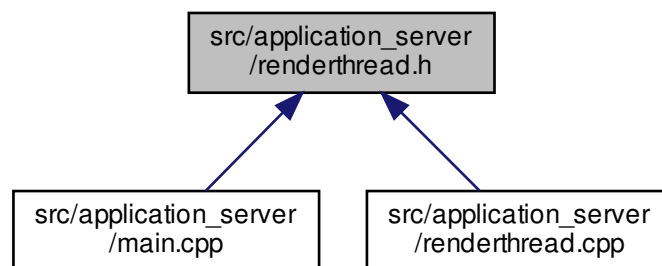 src/application_server
/renderthread.h
src/application_server
/main.cpp
src/application_server
/renderthread.cpp